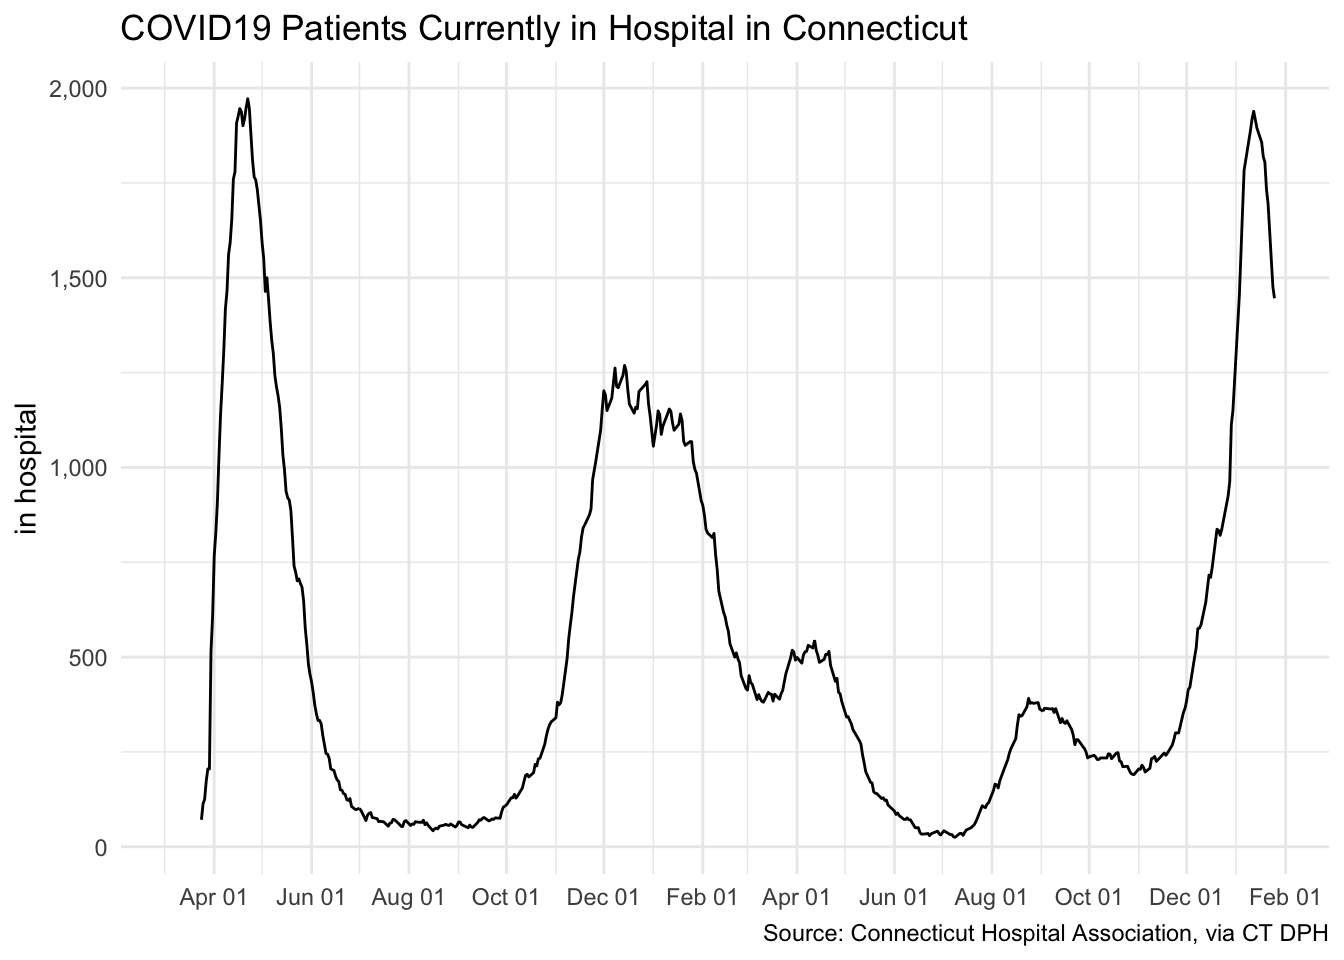 COVID19 Patients Currently in Hospital in Connecticut
in hospital
2,000
1,500
1,000
500
0
Apr 01 Jun 01 Aug 01 Oct 01 Dec 01 Feb 01 Apr 01 Jun 01 Aug 01 Oct 01 Dec 01 Feb 01
Source: Connecticut Hospital Association, via CT DPH